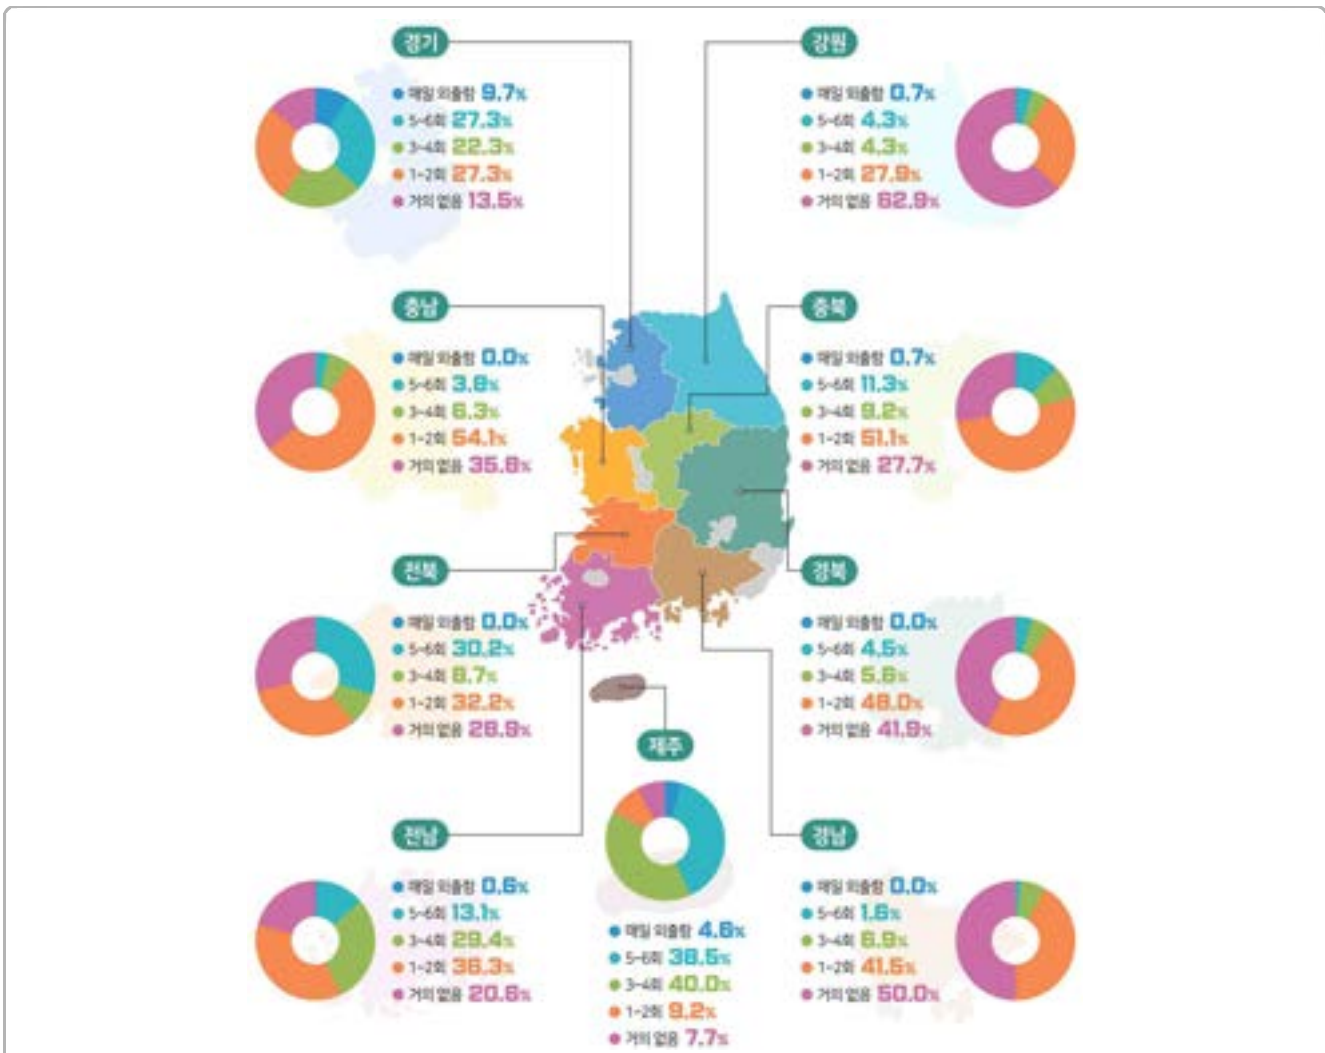 경기
매일 외출함 9.7%
5~6회 27.3%
3~4회 22.3%
1~2회 27.3%
거의 없음 13.5%
강원
매일 외출함 0.7%
5~6회 4.3%
3~4회 4.3%
1~2회 27.9%
거의 없음 62.9%
충남
매일 외출함 0.0%
5~6회 3.8%
3~4회 6.3%
1~2회 54.1%
거의 없음 35.8%
충북
매일 외출함 0.7%
5~6회 11.3%
3~4회 9.2%
1~2회 51.1%
거의 없음 27.7%
전북
매일 외출함 0.0%
5~6회 30.2%
3~4회 8.7%
1~2회 32.2%
거의 없음 28.9%
경북
매일 외출함 0.0%
5~6회 4.5%
3~4회 5.6%
1~2회 48.0%
거의 없음 41.9%
제주
매일 외출함 4.6%
5~6회 38.5%
3~4회 40.0%
1~2회 9.2%
거의 없음 7.7%
전남
매일 외출함 0.6%
5~6회 13.1%
3~4회 29.4%
1~2회 36.3%
거의 없음 20.6%
경남
매일 외출함 0.0%
5~6회 1.6%
3~4회 6.9%
1~2회 41.5%
거의 없음 50.0%